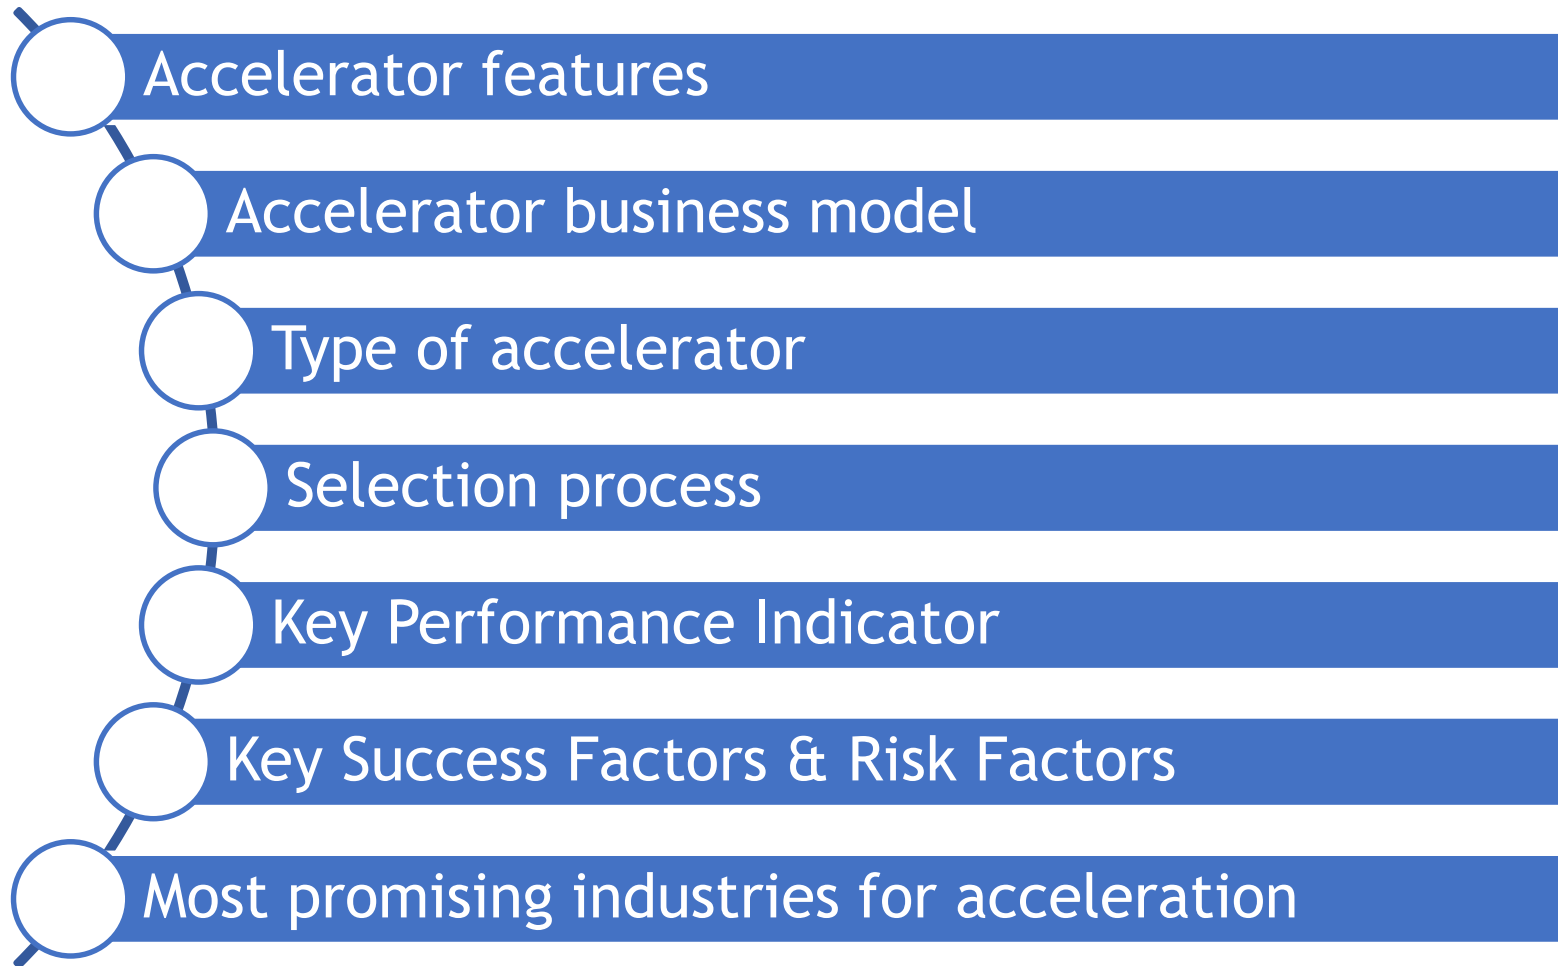 Accelerator features
Accelerator business model
Type of accelerator
Selection process
Key Performance Indicator
Key Success Factors & Risk Factors
Most promising industries for acceleration